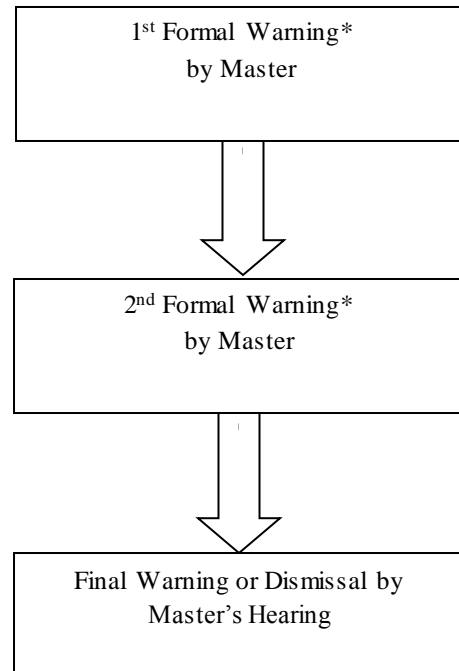 1st Formal Warning*
by Master
2nd Formal Warning*
by Master
Final Warning or Dismissal by
Master's Hearing